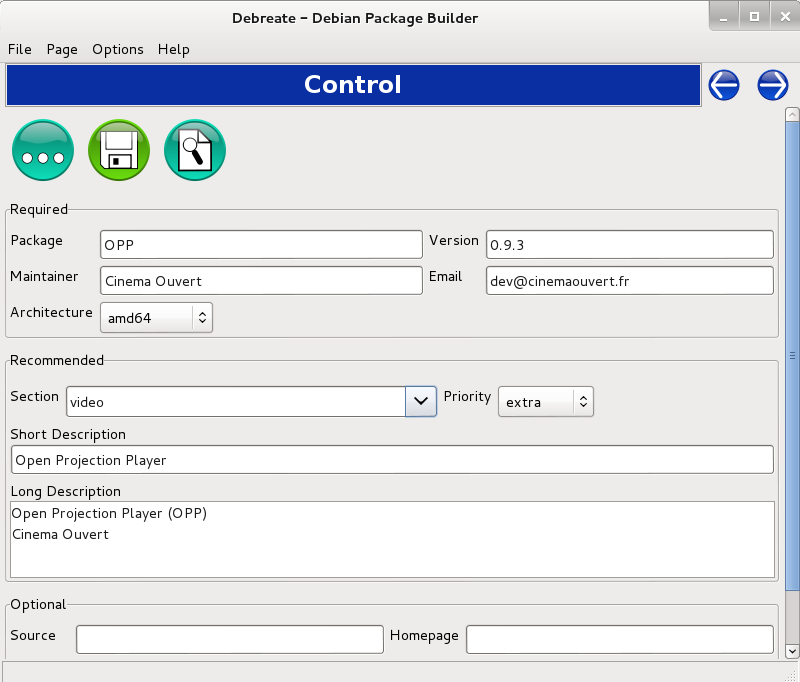 Debreate – Debian Package Builder
File Page Options Help
Control
Required
Package OPP Version 0.9.3
Maintainer Cinema Ouvert Email dev@cinemaouvert.fr
Architecture amd64
Recommended
Section video Priority extra
Short Description
Open Projection Player
Long Description
Open Projection Player (OPP)
Cinema Ouvert
Optional
Source Homepage